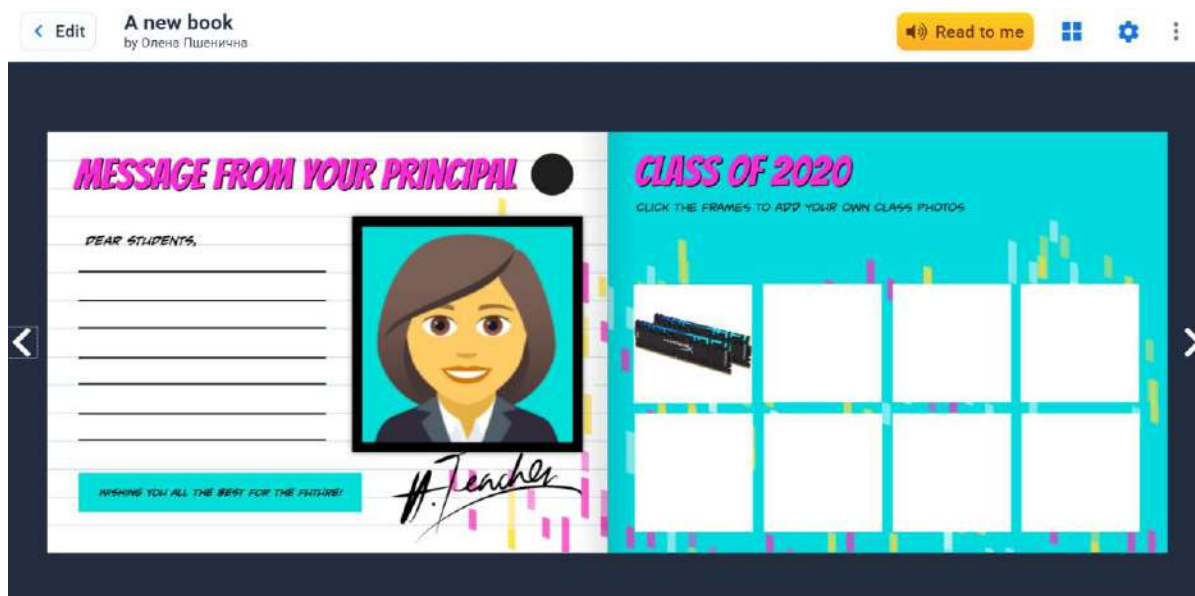 Edit
A new book
by Олена Пшенична
Read to me
MESSAGE FROM YOUR PRINCIPAL
DEAR STUDENTS,
WISHING YOU ALL THE BEST FOR THE FUTURE!
H.Teacher
CLASS OF 2020
CLICK THE FRAMES TO ADD YOUR OWN CLASS PHOTOS